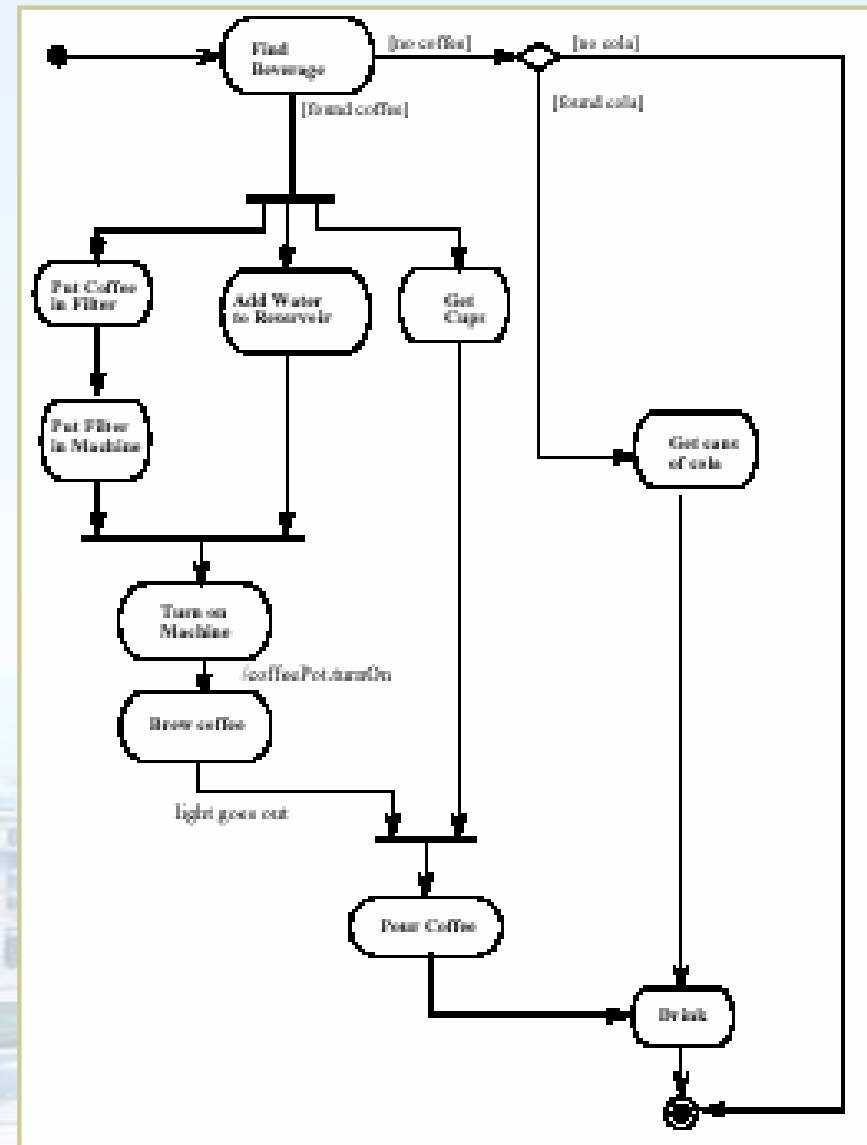 Find
Beverage
[no coffee]
[no cola]
[found coffee]
[found cola]
Put Coffee
in Filter
Add Water
to Reservoir
Get
Cups
Put Filter
in Machine
Get cans
of cola
Turn on
Machine
/coffeePot.turnOn
Brew coffee
light goes out
Pour Coffee
Drink